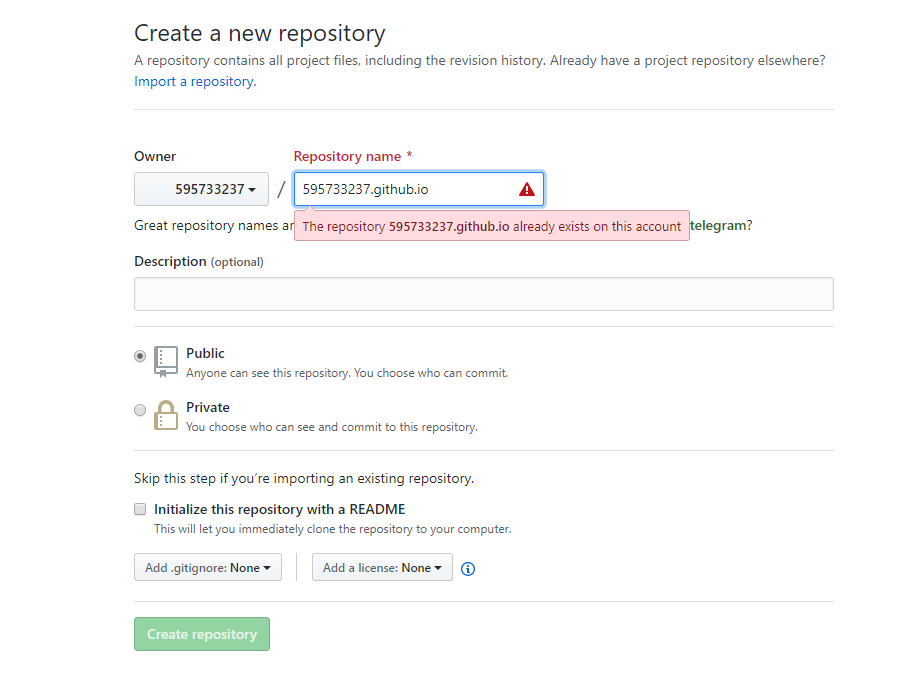 Create a new repository
A repository contains all project files, including the revision history. Already have a project repository elsewhere?
Import a repository.
Owner
Repository name *
595733237
/
595733237.github.io
Great repository names
The repository 595733237.github.io already exists on this account
telegram?
Description (optional)
Public
Anyone can see this repository. You choose who can commit.
Private
You choose who can see and commit to this repository.
Skip this step if you're importing an existing repository.
Initialize this repository with a README
This will let you immediately clone the repository to your computer.
Add .gitignore: None
Add a license: None
Create repository